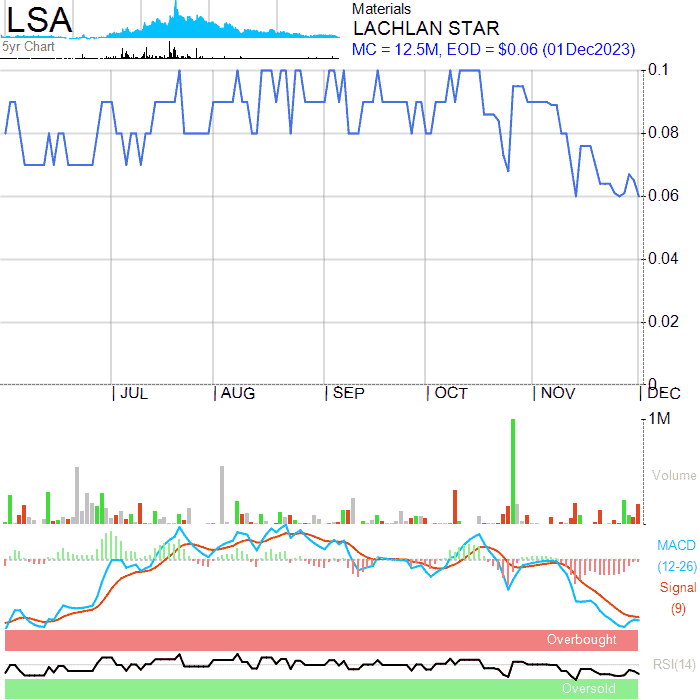 LSA
5yr Chart
Materials
LACHLAN STAR
MC = 12.5M, EOD = $0.06 (01Dec2023)
0.1
0.08
0.06
0.04
0.02
0
JUL
AUG
SEP
OCT
NOV
DEC
1M
Volume
MACD
(12-26)
Signal
(9)
Overbought
RSI(14)
Oversold